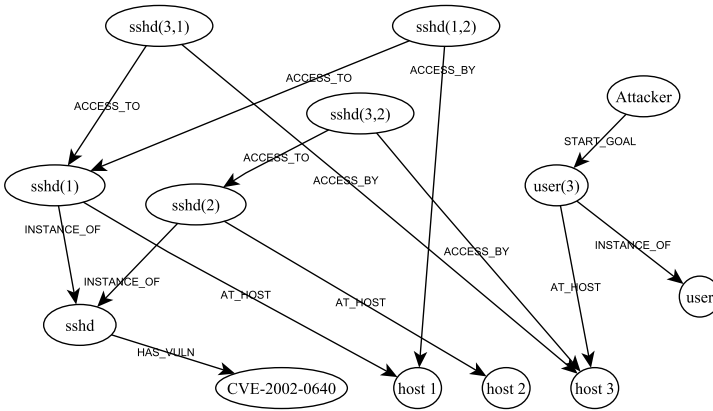 sshd(3,1)
sshd(1,2)
ACCESS_BY
ACCESS_TO
Attacker
ACCESS_TO
sshd(3,2)
START_GOAL
ACCESS_TO
ACCESS_BY
sshd(1)
user(3)
sshd(2)
INSTANCE_OF
INSTANCE_OF
ACCESS_BY
INSTANCE_OF
AT_HOST
AT_HOST
AT_HOST
user
sshd
HAS_VULN
CVE-2002-0640
host 1
host 2
host 3